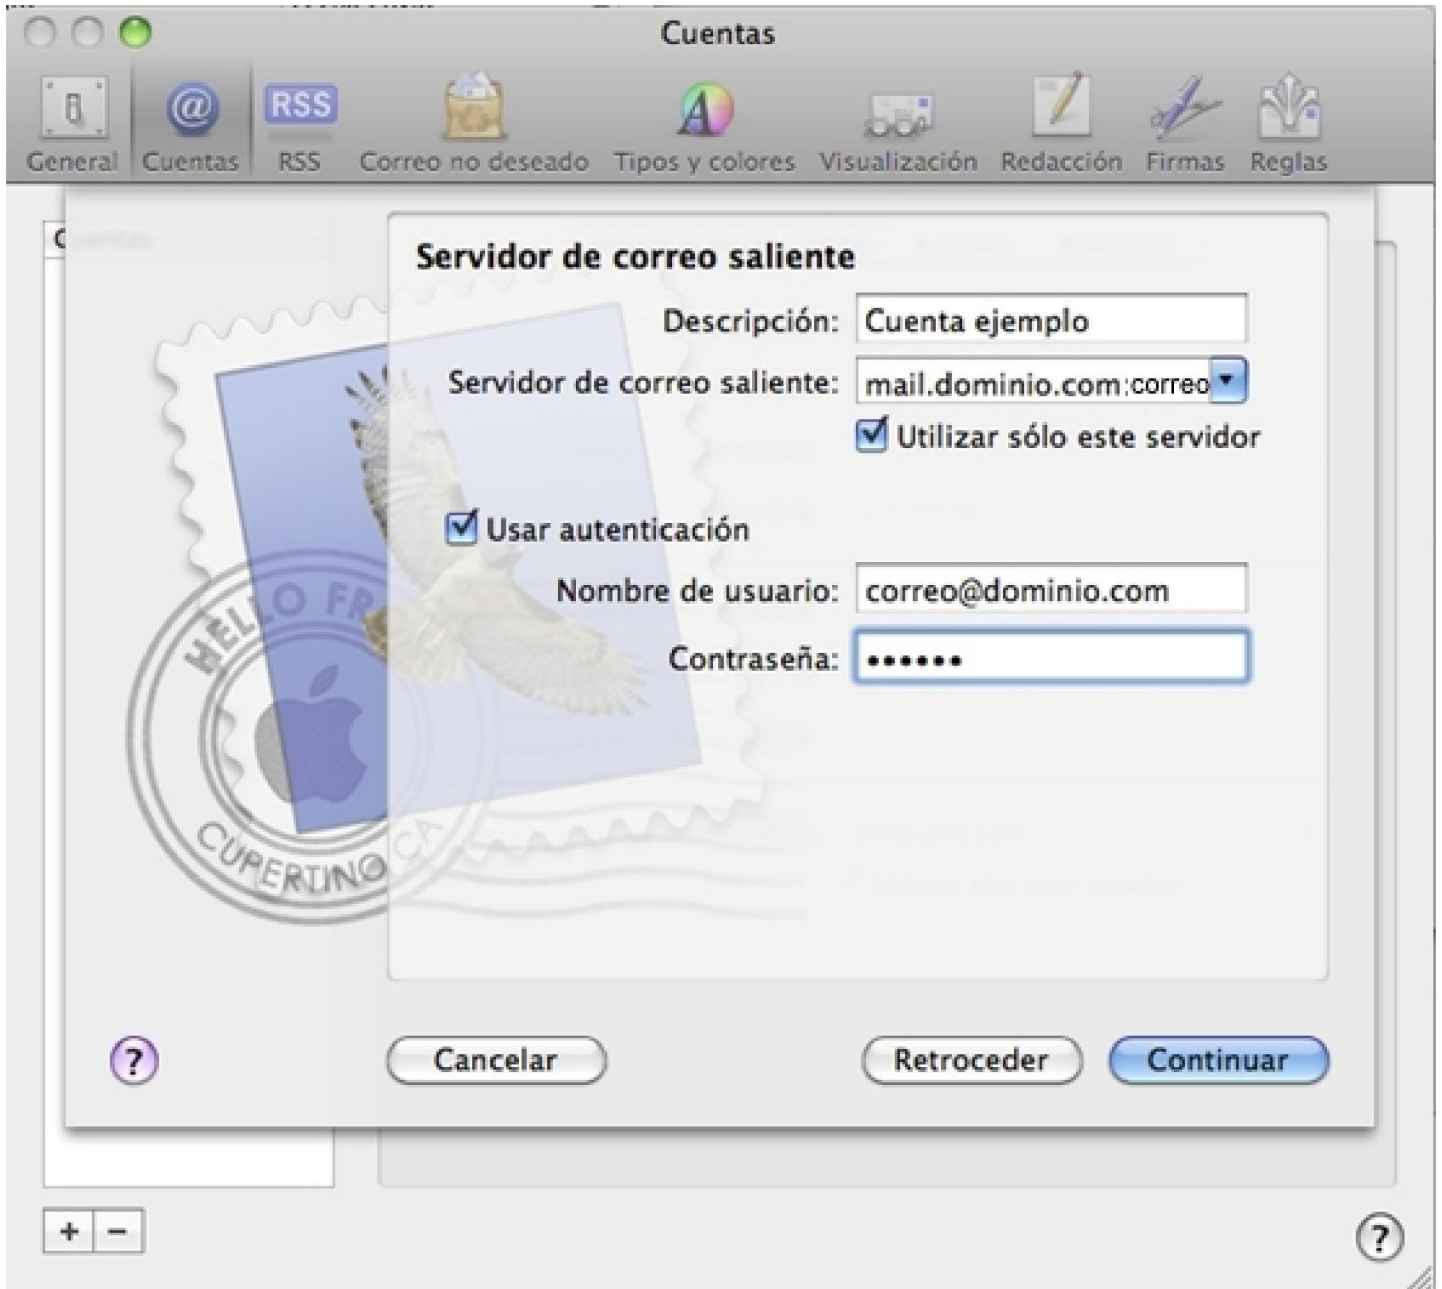 Cuentas
General Cuentas RSS Correo no deseado Tipos y colores Visualización Redacción Firmas Reglas
RSS
Cuentas
Servidor de correo saliente
Descripción: Cuenta ejemplo
Servidor de correo saliente: mail.dominio.com:correo
Utilizar sólo este servidor
Usar autenticación
Nombre de usuario: correo@dominio.com
Contraseña: ••••••
HELLO FR
CUPERTINO CA
? Cancelar Retroceder Continuar
+ − ?